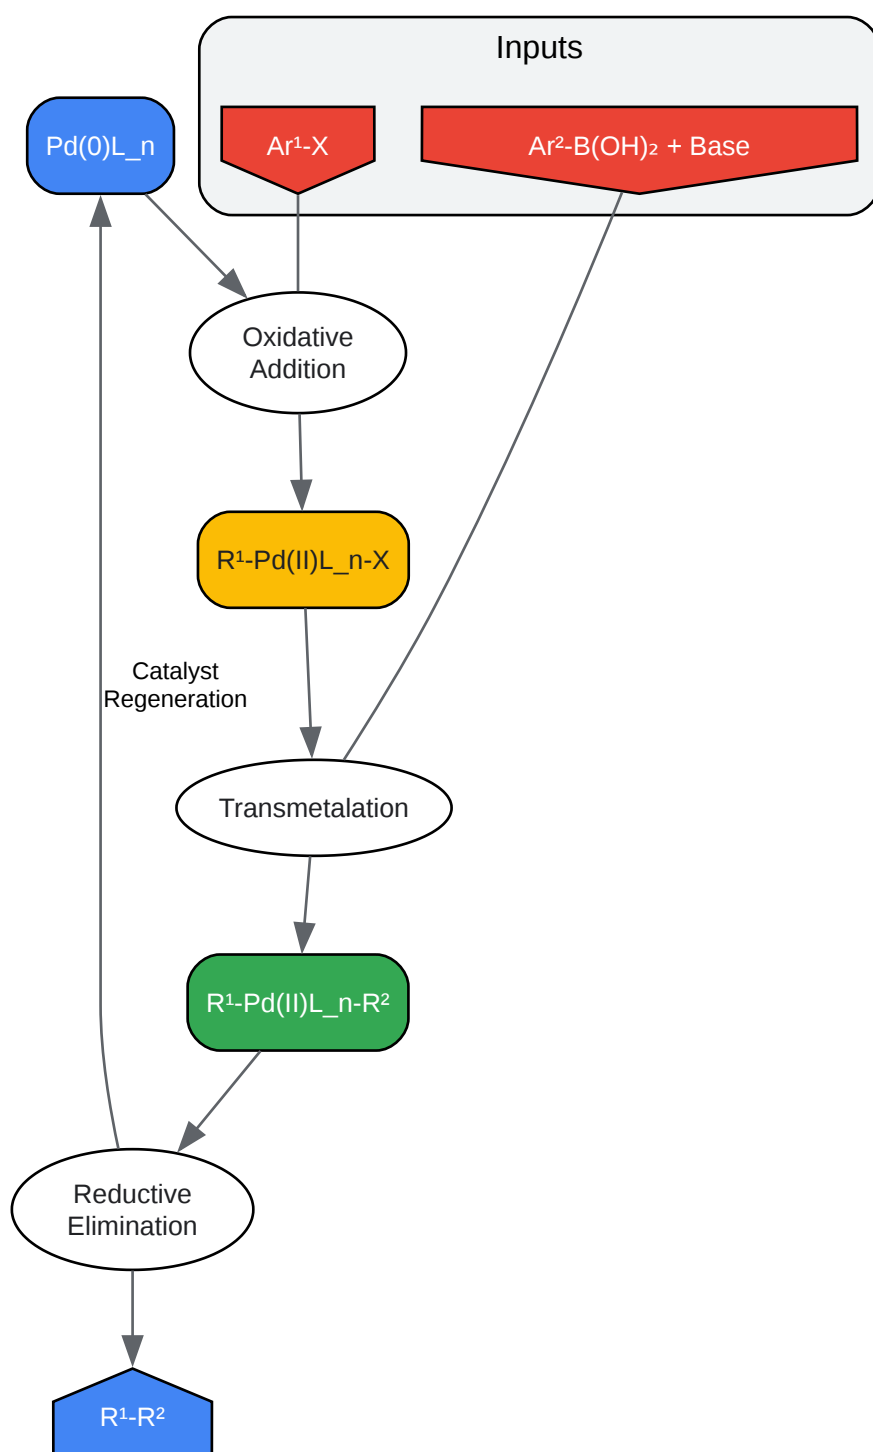 Inputs
Pd(0)L_n
Ar¹-X
Ar²-B(OH)₂ + Base
Oxidative
Addition
R¹-Pd(II)L_n-X
Catalyst
Regeneration
Transmetalation
R¹-Pd(II)L_n-R²
Reductive
Elimination
R¹-R²